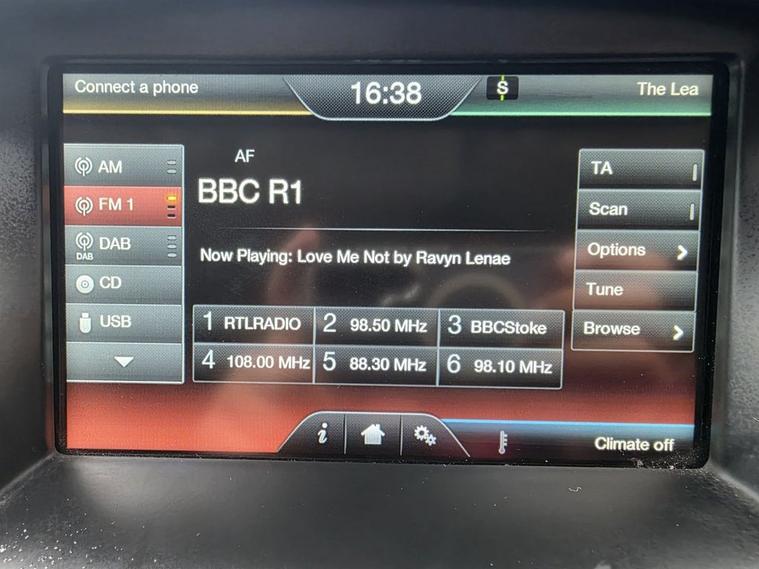 Connect a phone
16:38
S
The Lea
AM
FM 1
DAB
DAB
CD
USB
AF
BBC R1
Now Playing: Love Me Not by Ravyn Lenae
1 RTLRADIO
2 98.50 MHz
3 BBCStoke
4 108.00 MHz
5 88.30 MHz
6 98.10 MHz
TA
Scan
Options
Tune
Browse
i
Climate off